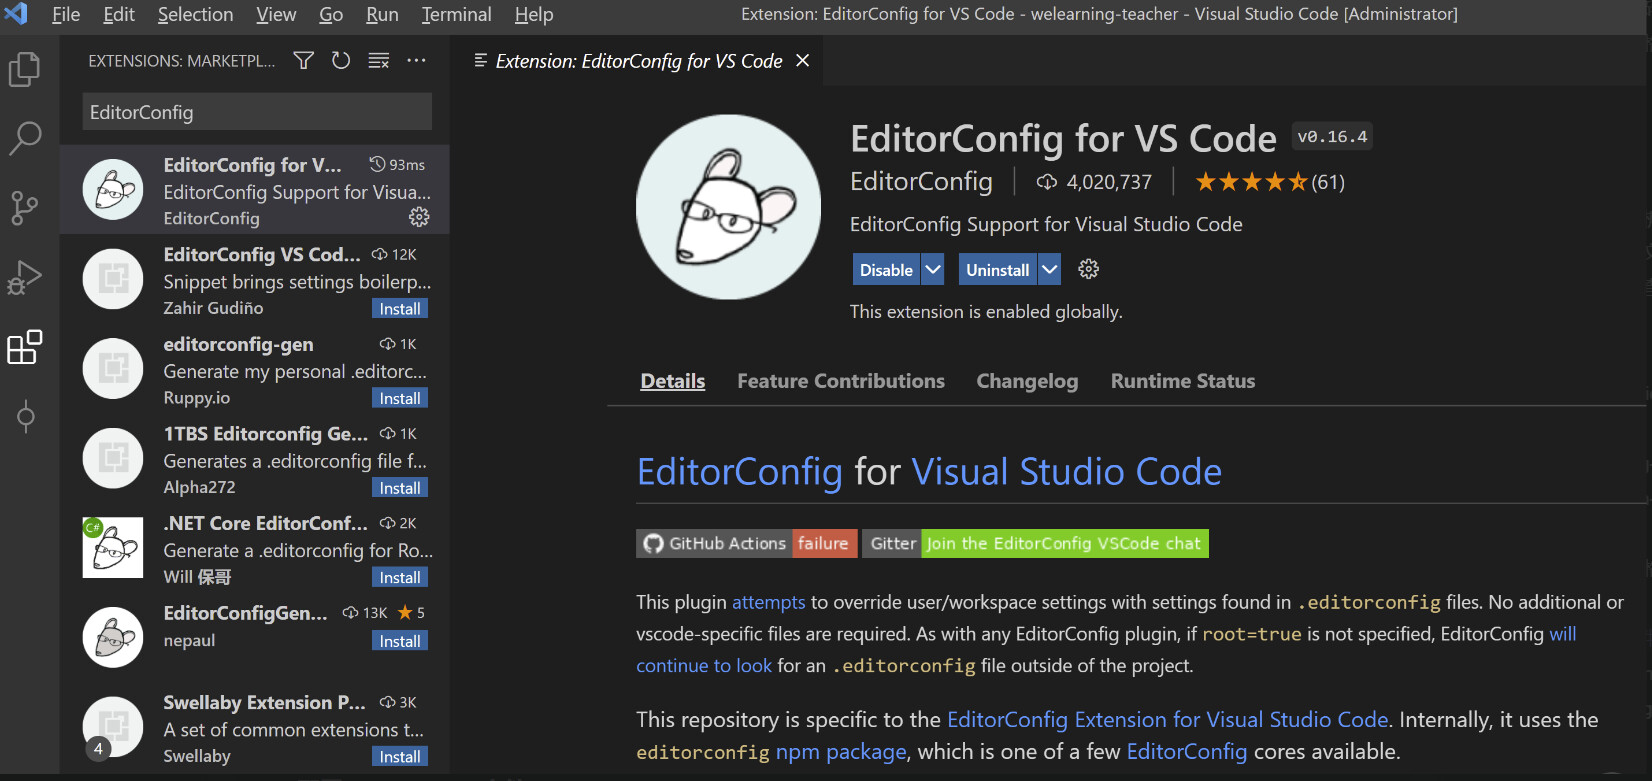 File Edit Selection View Go Run Terminal Help
Extension: EditorConfig for VS Code - welearning-teacher - Visual Studio Code [Administrator]
EXTENSIONS: MARKETPL...
EditorConfig
EditorConfig for V... 93ms
EditorConfig Support for Visua...
EditorConfig
EditorConfig VS Cod... 12K
Snippet brings settings boilerp...
Zahir Gudiño Install
editorconfig-gen 1K
Generate my personal .editorc...
Ruppy.io Install
1TBS Editorconfig Ge... 1K
Generates a .editorconfig file f...
Alpha272 Install
C#
.NET Core EditorConf... 2K
Generate a .editorconfig for Ro...
Will 保哥 Install
EditorConfigGen... 13K 5
nepaul Install
Swellaby Extension P... 3K
A set of common extensions t...
4
Swellaby Install
Extension: EditorConfig for VS Code
EditorConfig for VS Code v0.16.4
EditorConfig 4,020,737 (61)
EditorConfig Support for Visual Studio Code
Disable Uninstall
This extension is enabled globally.
Details Feature Contributions Changelog Runtime Status
EditorConfig for Visual Studio Code
GitHub Actions failure Gitter Join the EditorConfig VSCode chat
This plugin attempts to override user/workspace settings with settings found in .editorconfig files. No additional or
vscode-specific files are required. As with any EditorConfig plugin, if root=true is not specified, EditorConfig will
continue to look for an .editorconfig file outside of the project.
This repository is specific to the EditorConfig Extension for Visual Studio Code. Internally, it uses the
editorconfig npm package, which is one of a few EditorConfig cores available.